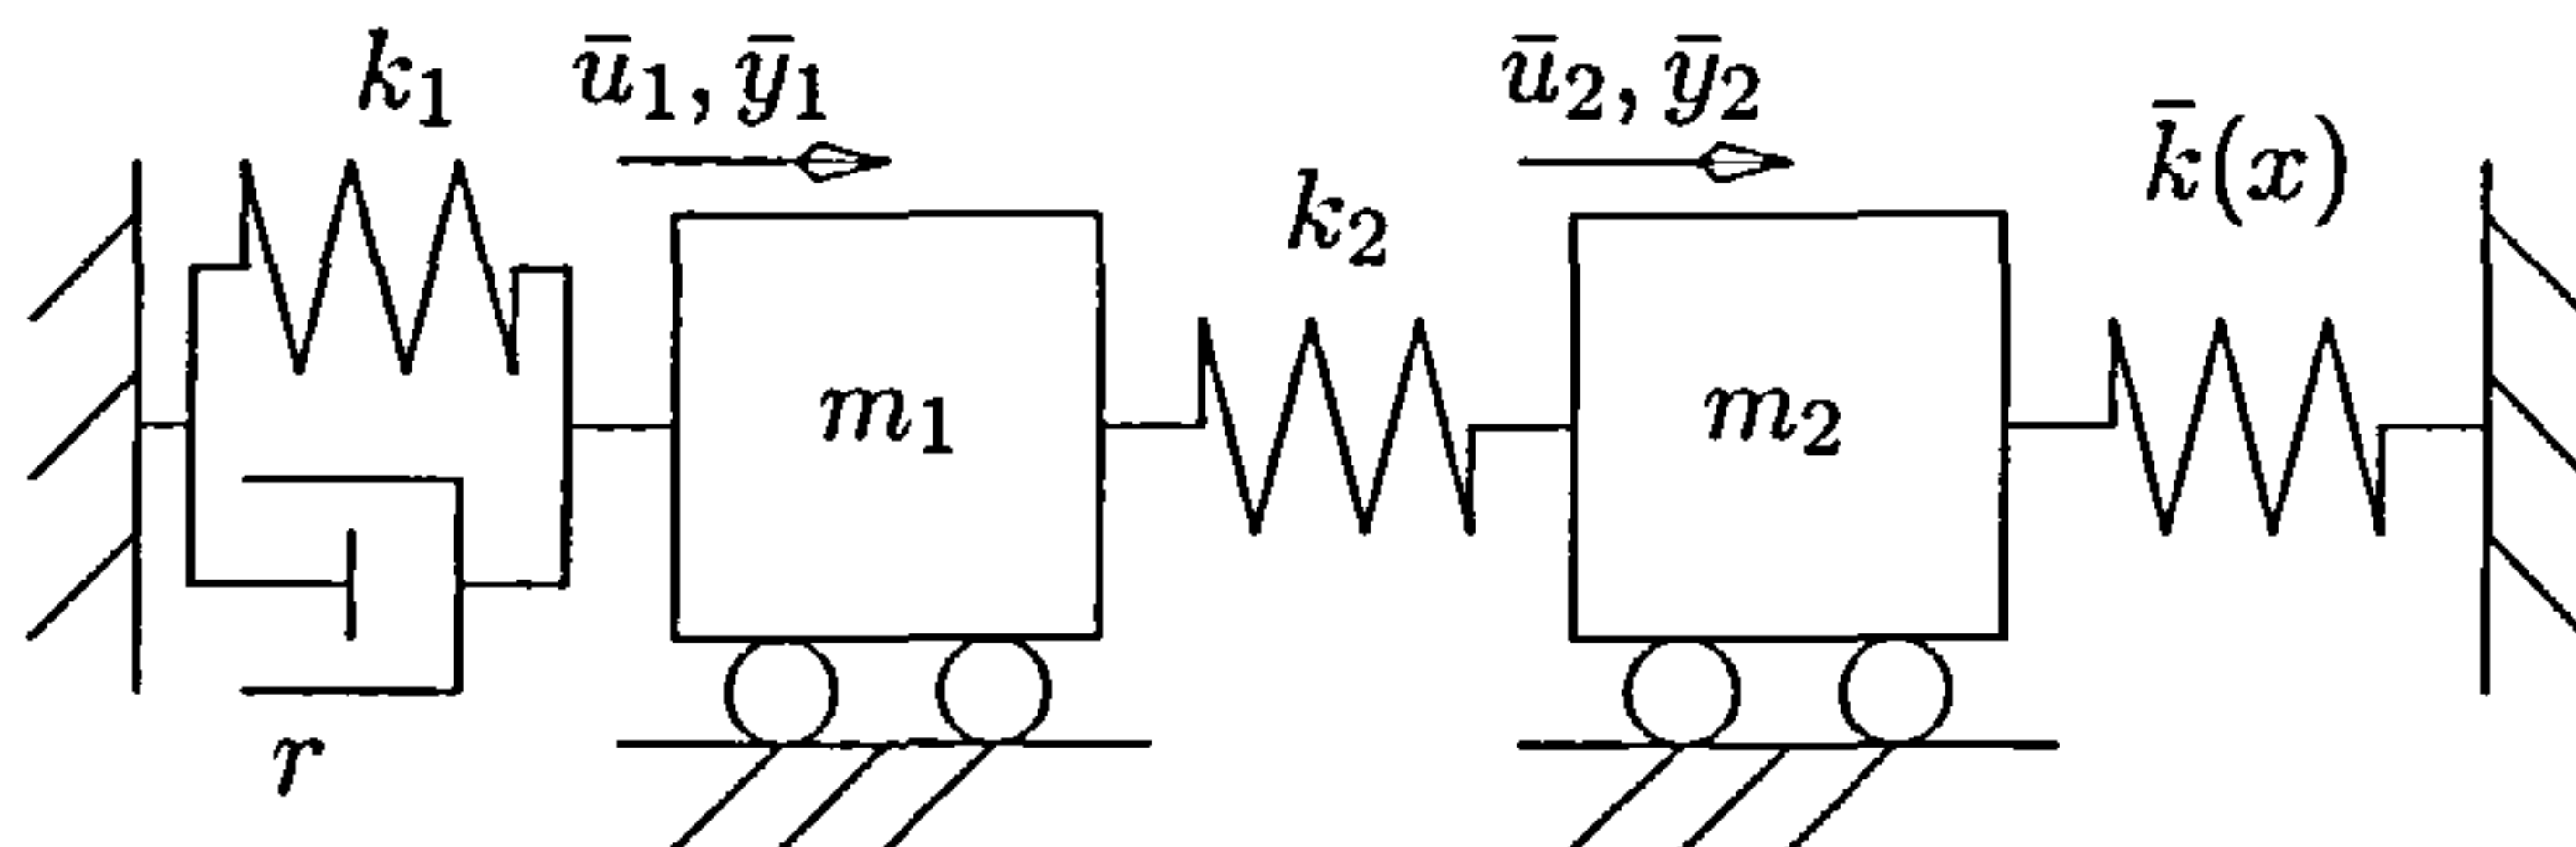 k₁
ū₁, ȳ₁
ū₂, ȳ₂
k̄(x)
k₂
m₁
m₂
r